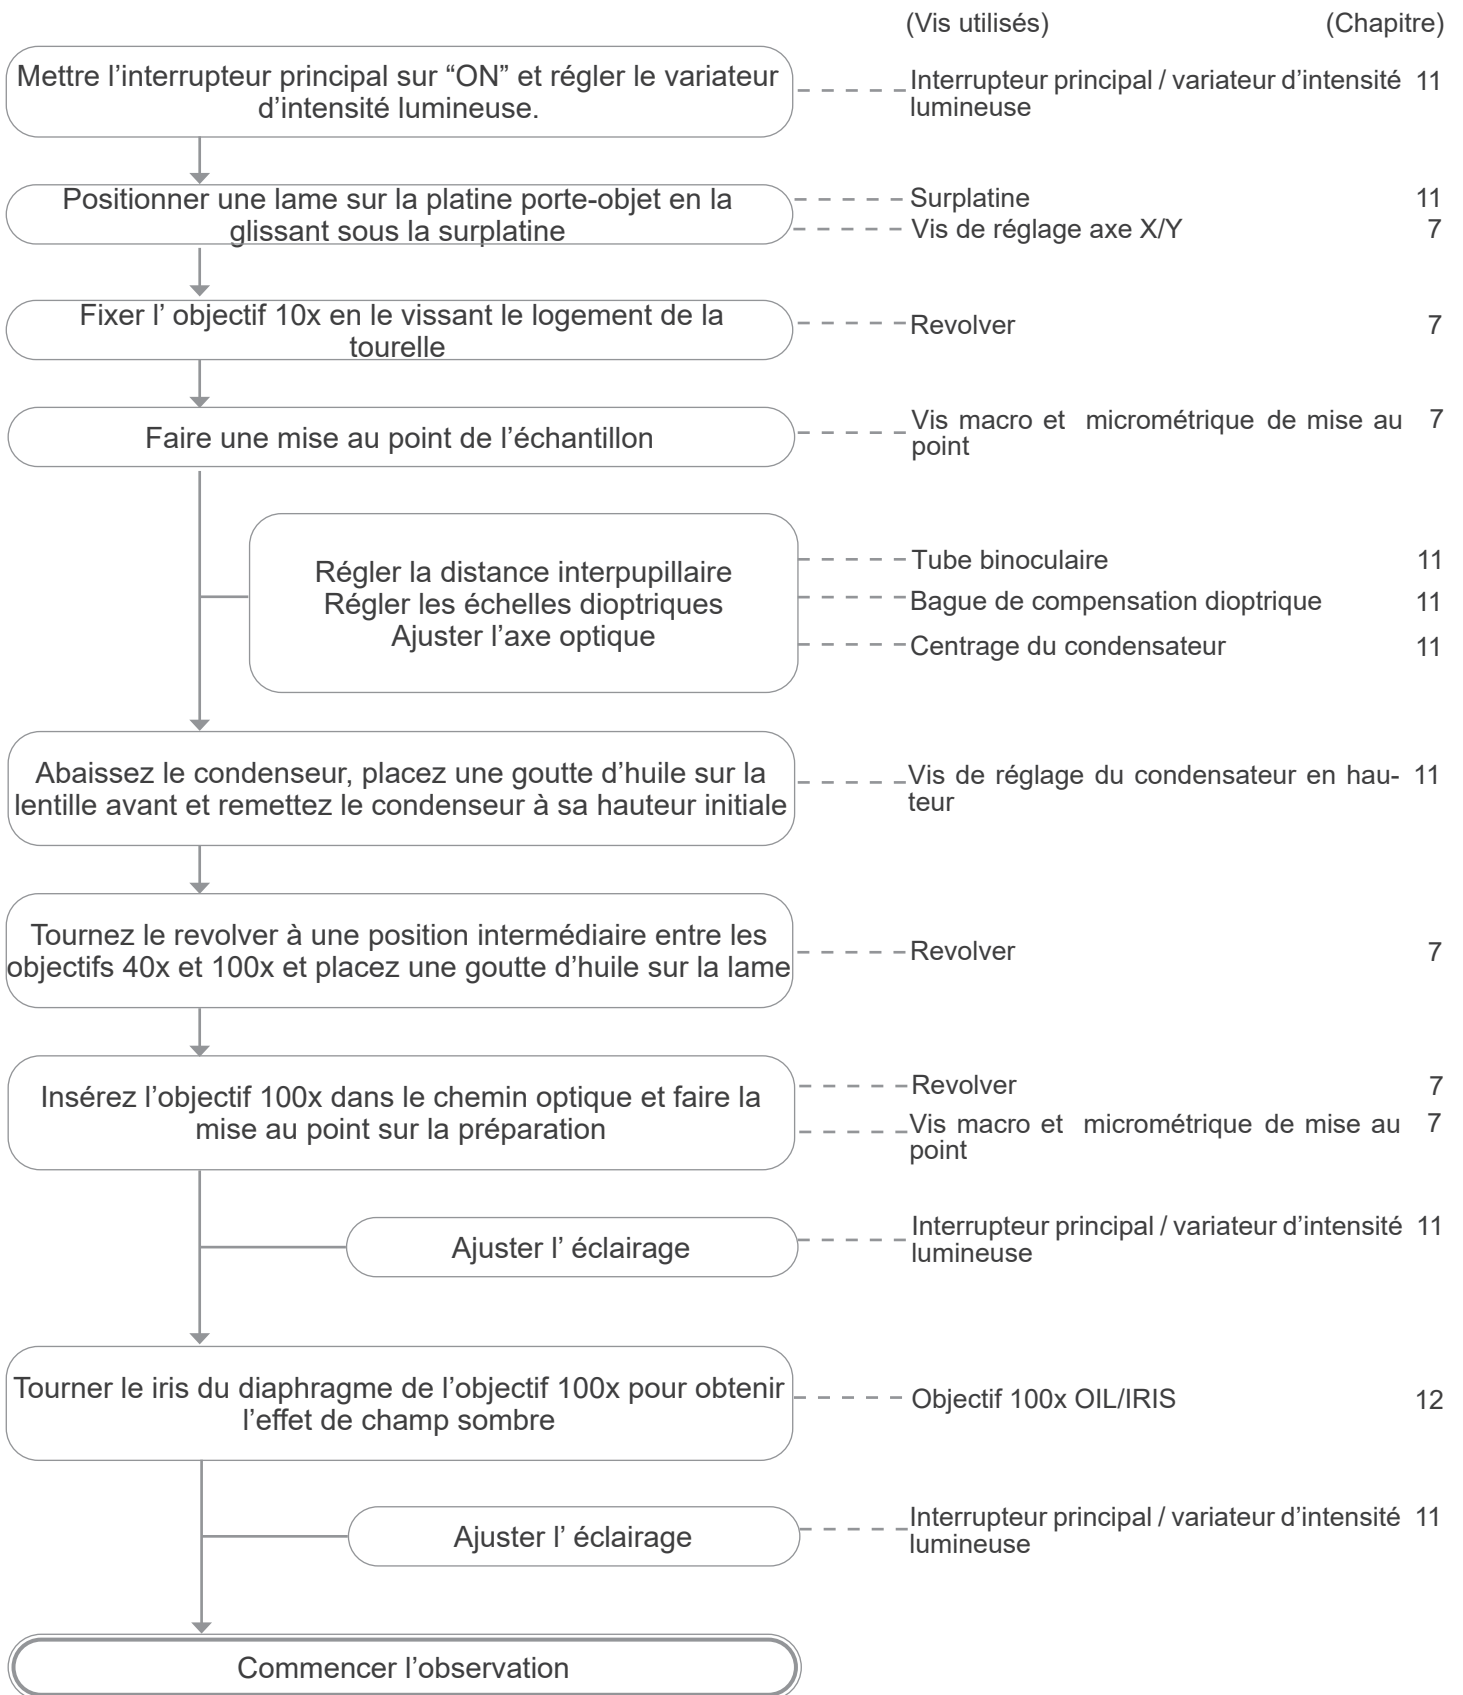 (Vis utilisés) (Chapitre)
Mettre l’interrupteur principal sur “ON” et régler le variateur
d’intensité lumineuse.
Interrupteur principal / variateur d’intensité 11
lumineuse
Positionner une lame sur la platine porte-objet en la
glissant sous la surplatine
Surplatine 11
Vis de réglage axe X/Y 7
Fixer l’ objectif 10x en le vissant le logement de la
tourelle
Revolver 7
Faire une mise au point de l’échantillon
Vis macro et micrométrique de mise au 7
point
Régler la distance interpupillaire
Régler les échelles dioptriques
Ajuster l’axe optique
Tube binoculaire 11
Bague de compensation dioptrique 11
Centrage du condensateur 11
Abaissez le condenseur, placez une goutte d’huile sur la
lentille avant et remettez le condenseur à sa hauteur initiale
Vis de réglage du condensateur en hau- 11
teur
Tournez le revolver à une position intermédiaire entre les
objectifs 40x et 100x et placez une goutte d’huile sur la lame
Revolver 7
Insérez l’objectif 100x dans le chemin optique et faire la
mise au point sur la préparation
Revolver 7
Vis macro et micrométrique de mise au 7
point
Ajuster l’ éclairage
Interrupteur principal / variateur d’intensité 11
lumineuse
Tourner le iris du diaphragme de l’objectif 100x pour obtenir
l’effet de champ sombre
Objectif 100x OIL/IRIS 12
Ajuster l’ éclairage
Interrupteur principal / variateur d’intensité 11
lumineuse
Commencer l’observation